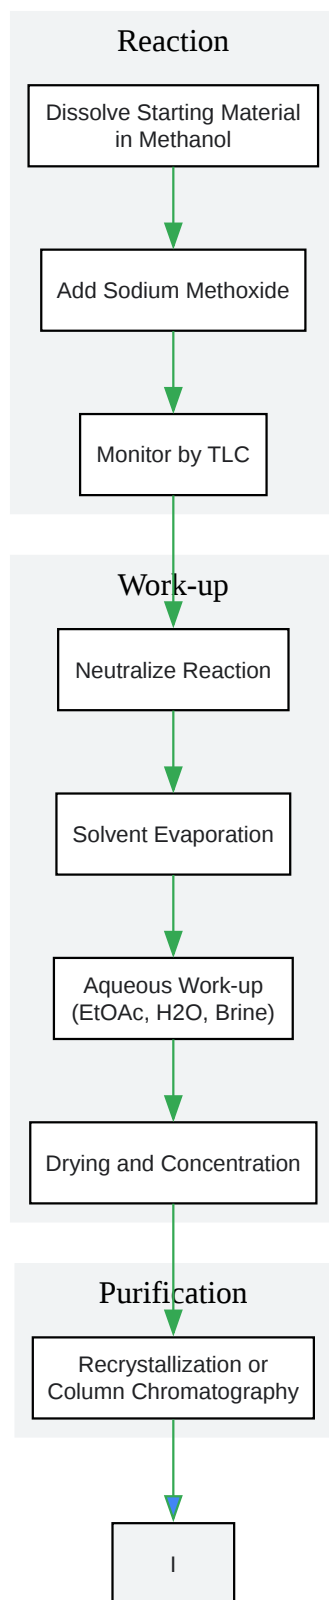 Reaction
Dissolve Starting Material
in Methanol
Add Sodium Methoxide
Monitor by TLC
Work-up
Neutralize Reaction
Solvent Evaporation
Aqueous Work-up
(EtOAc, H2O, Brine)
Drying and Concentration
Purification
Recrystallization or
Column Chromatography
I